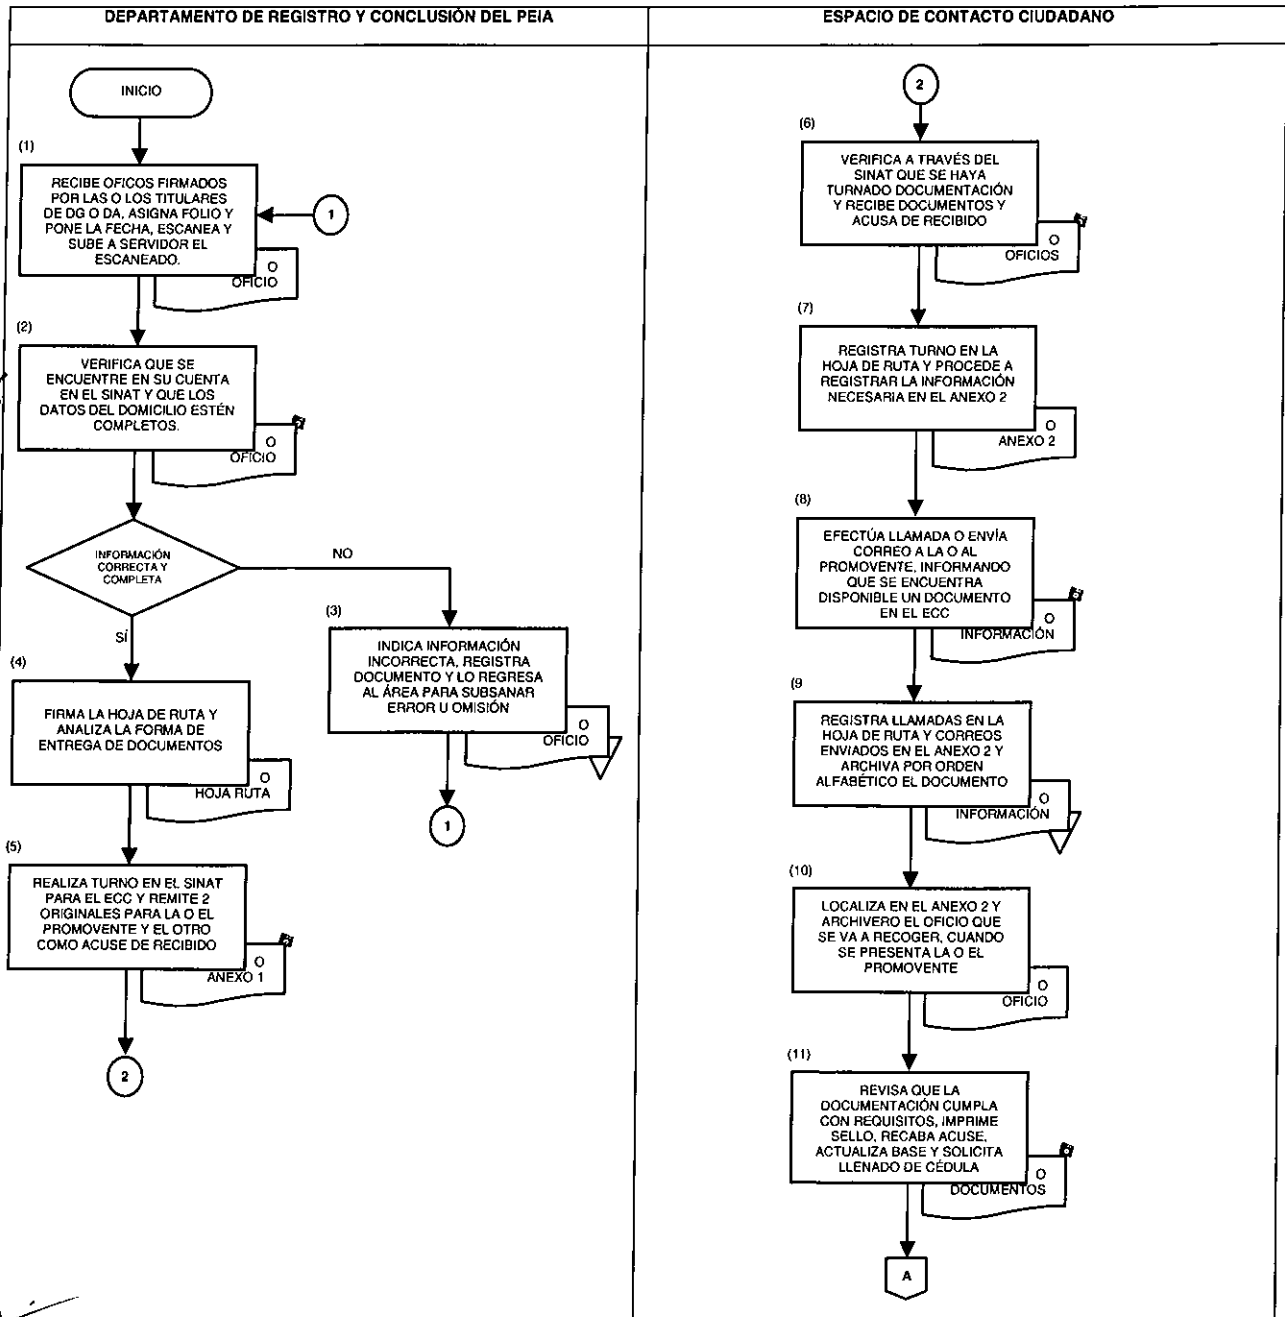 DEPARTAMENTO DE REGISTRO Y CONCLUSIÓN DEL PEIA
INICIO
(1)
RECIBE OFICOS FIRMADOS
POR LAS O LOS TITULARES
DE DG O DA, ASIGNA FOLIO Y
PONE LA FECHA, ESCANEA Y
SUBE A SERVIDOR EL
ESCANEADO.
1
O
OFICIO
(2)
VERIFICA QUE SE
ENCUENTRE EN SU CUENTA
EN EL SINAT Y QUE LOS
DATOS DEL DOMICILIO ESTÉN
COMPLETOS.
O
OFICIO
INFORMACIÓN
CORRECTA Y
COMPLETA
NO
SÍ
(3)
INDICA INFORMACIÓN
INCORRECTA, REGISTRA
DOCUMENTO Y LO REGRESA
AL ÁREA PARA SUBSANAR
ERROR U OMISIÓN
O
OFICIO
1
(4)
FIRMA LA HOJA DE RUTA Y
ANALIZA LA FORMA DE
ENTREGA DE DOCUMENTOS
O
HOJA RUTA
(5)
REALIZA TURNO EN EL SINAT
PARA EL ECC Y REMITE 2
ORIGINALES PARA LA O EL
PROMOVENTE Y EL OTRO
COMO ACUSE DE RECIBIDO
O
ANEXO 1
2
ESPACIO DE CONTACTO CIUDADANO
2
(6)
VERIFICA A TRAVÉS DEL
SINAT QUE SE HAYA
TURNADO DOCUMENTACIÓN
Y RECIBE DOCUMENTOS Y
ACUSA DE RECIBIDO
O
OFICIOS
(7)
REGISTRA TURNO EN LA
HOJA DE RUTA Y PROCEDE A
REGISTRAR LA INFORMACIÓN
NECESARIA EN EL ANEXO 2
O
ANEXO 2
(8)
EFECTÚA LLAMADA O ENVÍA
CORREO A LA O AL
PROMOVENTE, INFORMANDO
QUE SE ENCUENTRA
DISPONIBLE UN DOCUMENTO
EN EL ECC
O
INFORMACIÓN
(9
REGISTRA LLAMADAS EN LA
HOJA DE RUTA Y CORREOS
ENVIADOS EN EL ANEXO 2 Y
ARCHIVA POR ORDEN
ALFABÉTICO EL DOCUMENTO
O
INFORMACIÓN
(10)
LOCALIZA EN EL ANEXO 2 Y
ARCHIVERO EL OFICIO QUE
SE VA A RECOGER, CUANDO
SE PRESENTA LA O EL
PROMOVENTE
O
OFICIO
(11)
REVISA QUE LA
DOCUMENTACIÓN CUMPLA
CON REQUISITOS, IMPRIME
SELLO, RECABA ACUSE,
ACTUALIZA BASE Y SOLICITA
LLENADO DE CÉDULA
O
DOCUMENTOS
A